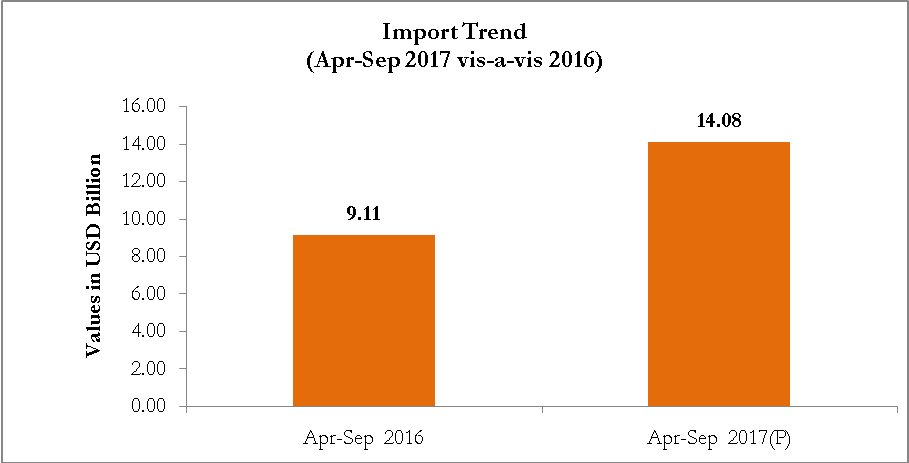 Import Trend
(Apr-Sep 2017 vis-a-vis 2016)
Values in USD Billion
16.00
14.00
12.00
10.00
8.00
6.00
4.00
2.00
0.00
9.11
14.08
Apr-Sep 2016
Apr-Sep 2017(P)